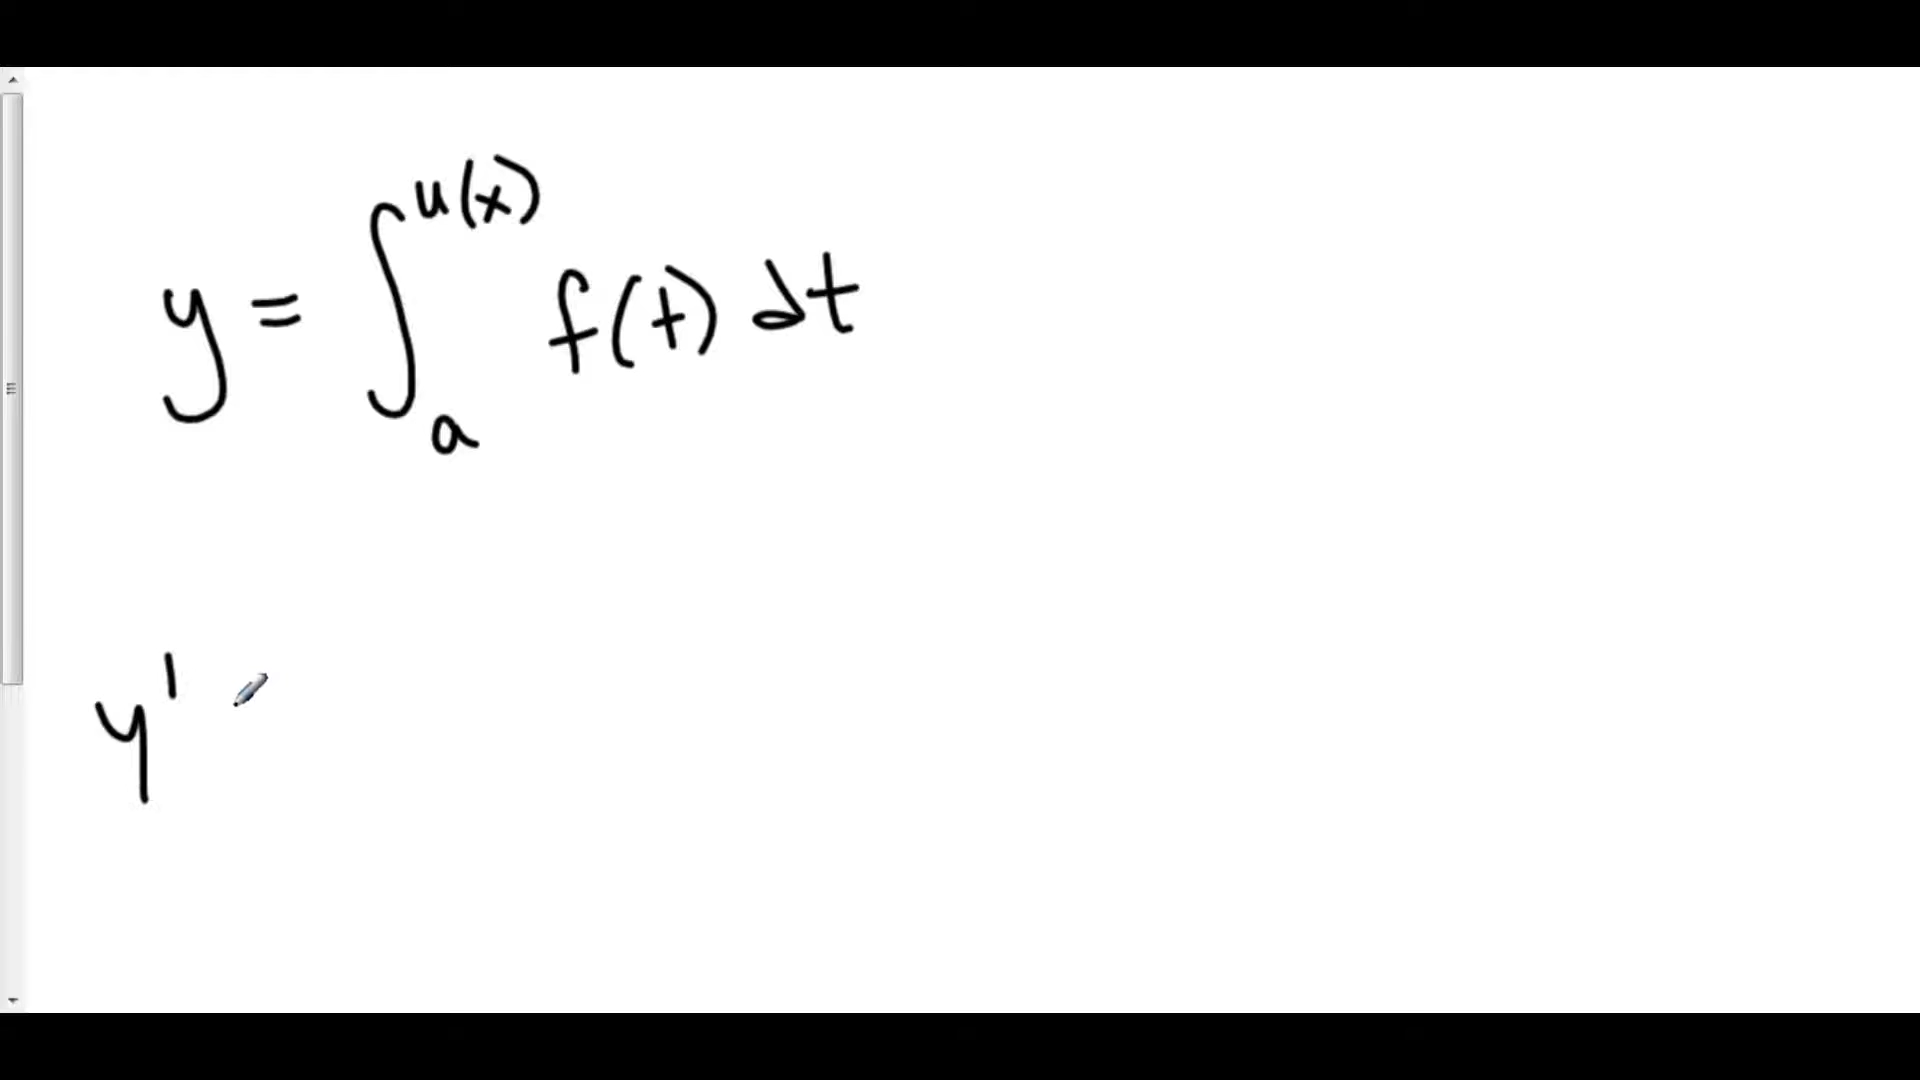 y = ∫_a^{u(x)} f(t) dt
y'